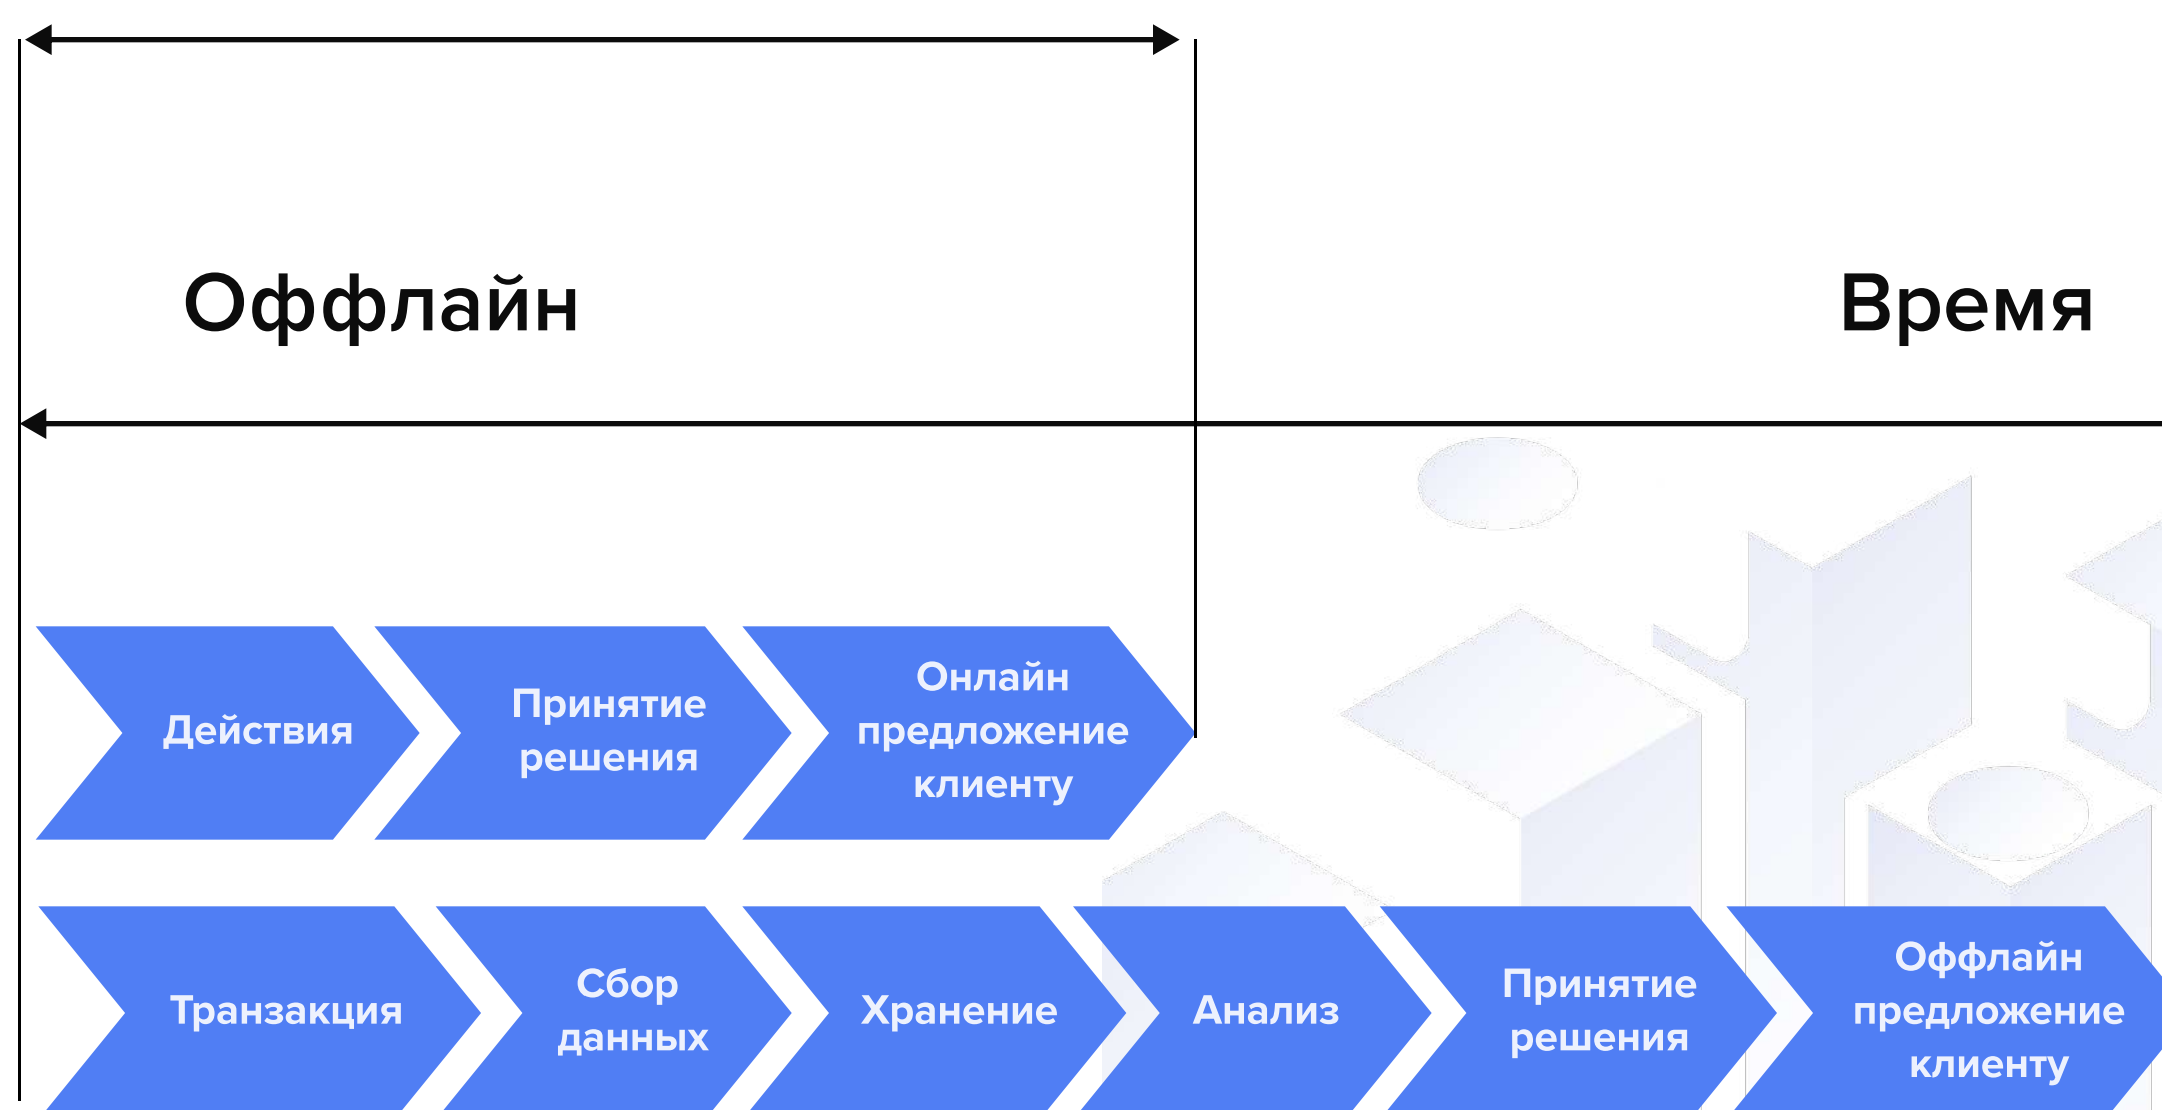 Оффлайн
Время
Действия
Принятие
решения
Онлайн
предложение
клиенту
Транзакция
Сбор
данных
Хранение
Анализ
Принятие
решения
Оффлайн
предложение
клиенту